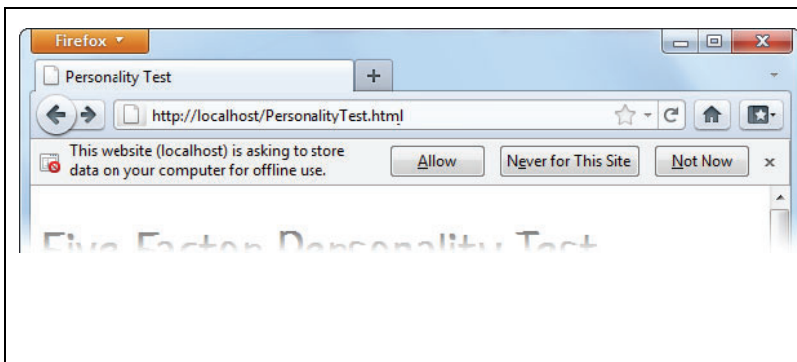 Firefox
Personality Test
http://localhost/PersonalityTest.html
This website (localhost) is asking to store
data on your computer for offline use.
Allow
Never for This Site
Not Now
Five Factor Personality Test